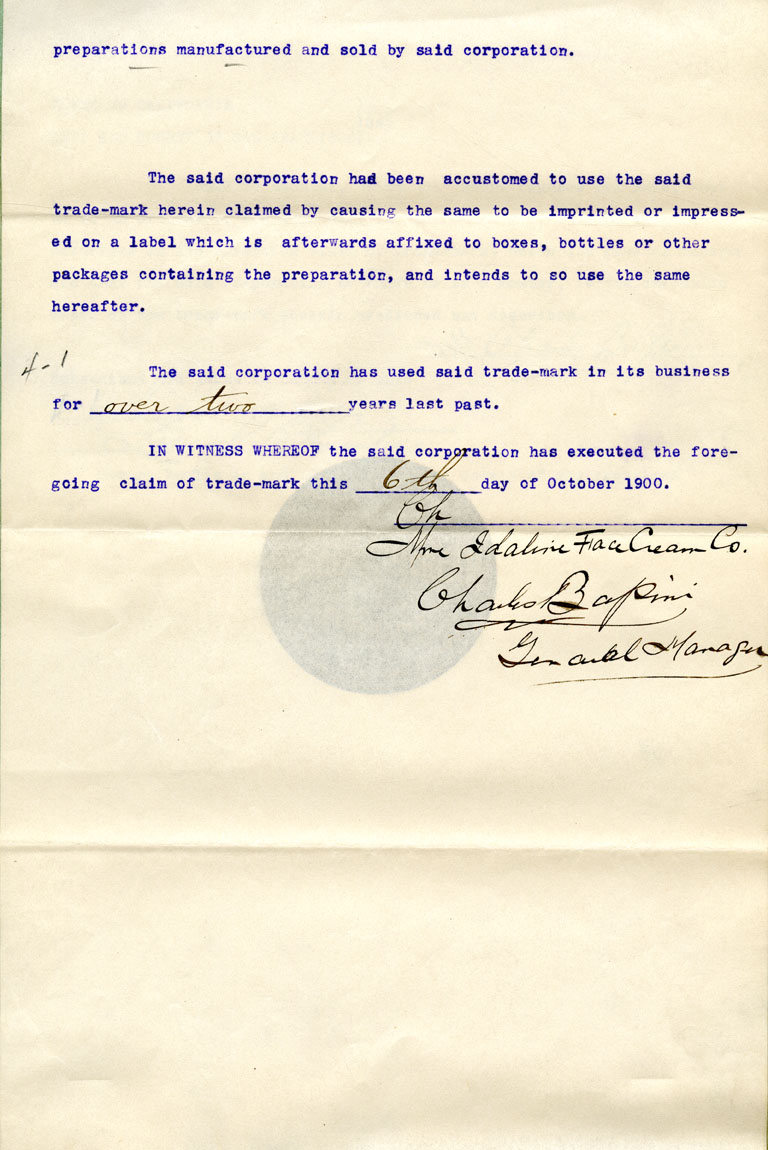 preparations manufactured and sold by said corporation.
The said corporation had been accustomed to use the said
trade-mark herein claimed by causing the same to be imprinted or impress-
ed on a label which is afterwards affixed to boxes, bottles or other
packages containing the preparation, and intends to so use the same
hereafter.
4-1
The said corporation has used said trade-mark in its business
for over two years last past.
IN WITNESS WHEREOF the said corporation has executed the fore-
going claim of trade-mark this 6th day of October 1900.
Ch
Mme Idaline Face Cream Co.
Charles
General Manager